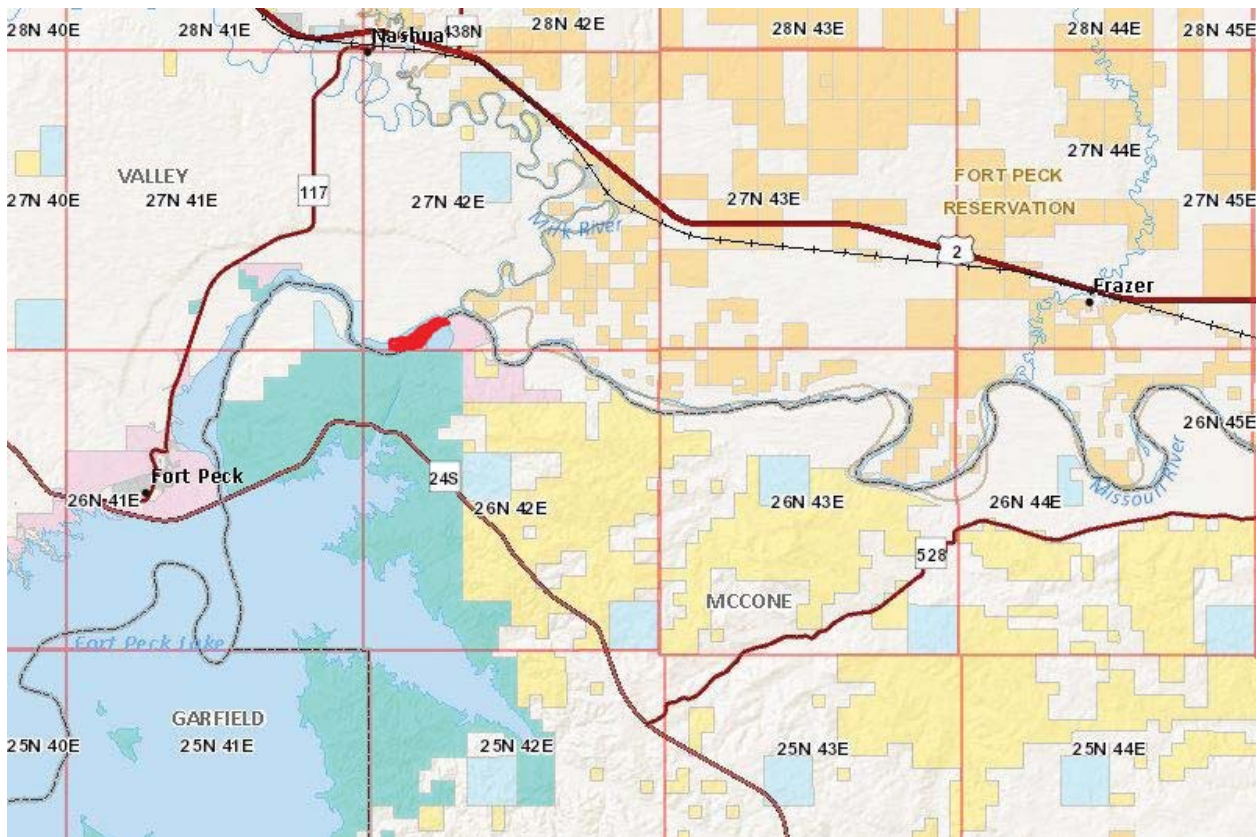 28N 40E
28N 41E
Nashua
438N
28N 42E
28N 43E
28N 44E
28N 45E
27N 44E
VALLEY
FORT PECK
RESERVATION
27N 40E
27N 41E
117
27N 42E
27N 43E
27N 45E
Milk River
2
Frazer
26N 45E
Fort Peck
24S
26N 41E
26N 42E
26N 43E
26N 44E
Missouri River
528
MCCONE
Fort Peck Lake
GARFIELD
25N 40E
25N 41E
25N 42E
25N 43E
25N 44E